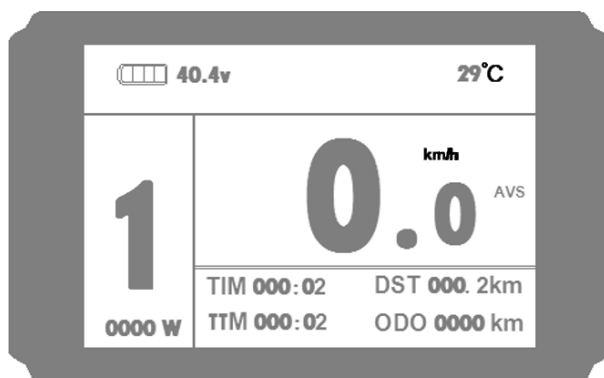 40.4v 29°C
1
0.0 km/h AVS
0000 W
TIM 000:02 DST 000.2km
TTM 000:02 ODO 0000 km